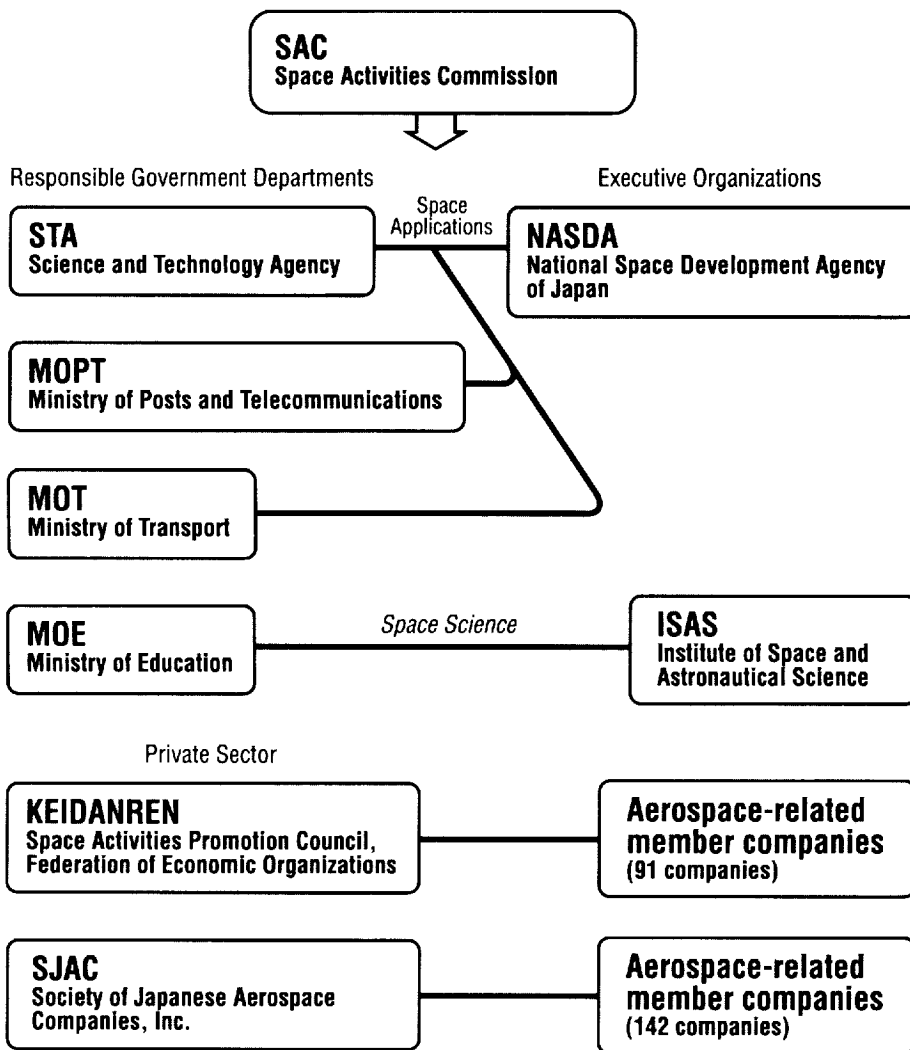 SAC
Space Activities Commission
Responsible Government Departments
Executive Organizations
Space
Applications
STA
Science and Technology Agency
NASDA
National Space Development Agency
of Japan
MOPT
Ministry of Posts and Telecommunications
MOT
Ministry of Transport
MOE
Ministry of Education
Space Science
ISAS
Institute of Space and
Astronautical Science
Private Sector
KEIDANREN
Space Activities Promotion Council,
Federation of Economic Organizations
Aerospace-related
member companies
(91 companies)
SJAC
Society of Japanese Aerospace
Companies, Inc.
Aerospace-related
member companies
(142 companies)